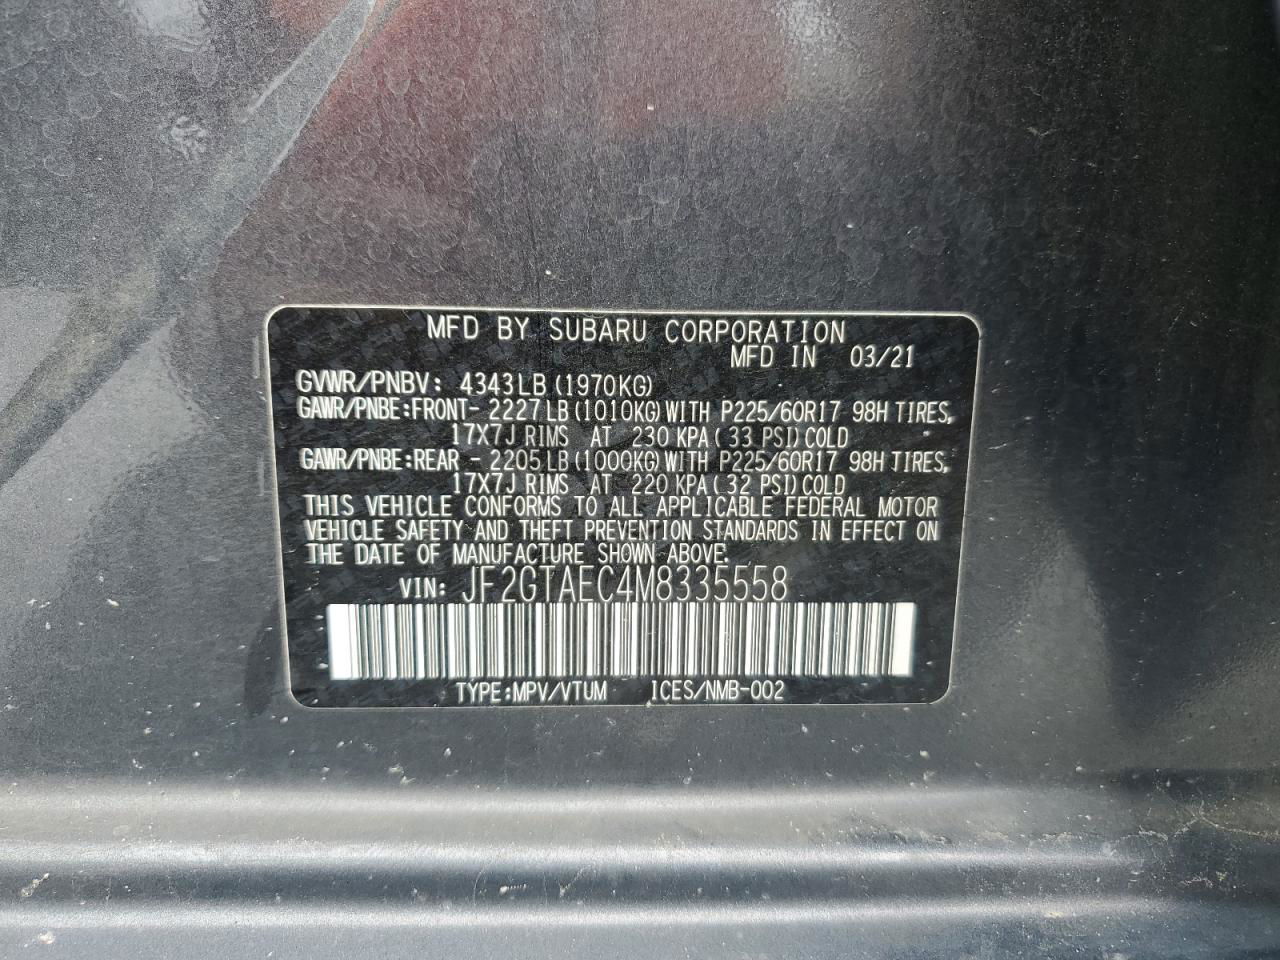 MFD BY SUBARU CORPORATION
MFD IN 03/21
GVWR/PNBV: 4343LB(1970KG)
GAWR/PNBE:FRONT- 2227LB(1010KG)WITH P225/60R17 98H TIRES,
17X7J RIMS AT 230 KPA( 33 PSI)COLD
GAWR/PNBE:REAR - 2205LB(1000KG)WITH P225/60R17 98H TIRES,
17X7J RIMS AT 220 KPA( 32 PSI)COLD
THIS VEHICLE CONFORMS TO ALL APPLICABLE FEDERAL MOTOR
VEHICLE SAFETY AND THEFT PREVENTION STANDARDS IN EFFECT ON
THE DATE OF MANUFACTURE SHOWN ABOVE.
VIN: JF2GTAEC4M8335558
TYPE:MPV/VTUM ICES/NMB-002